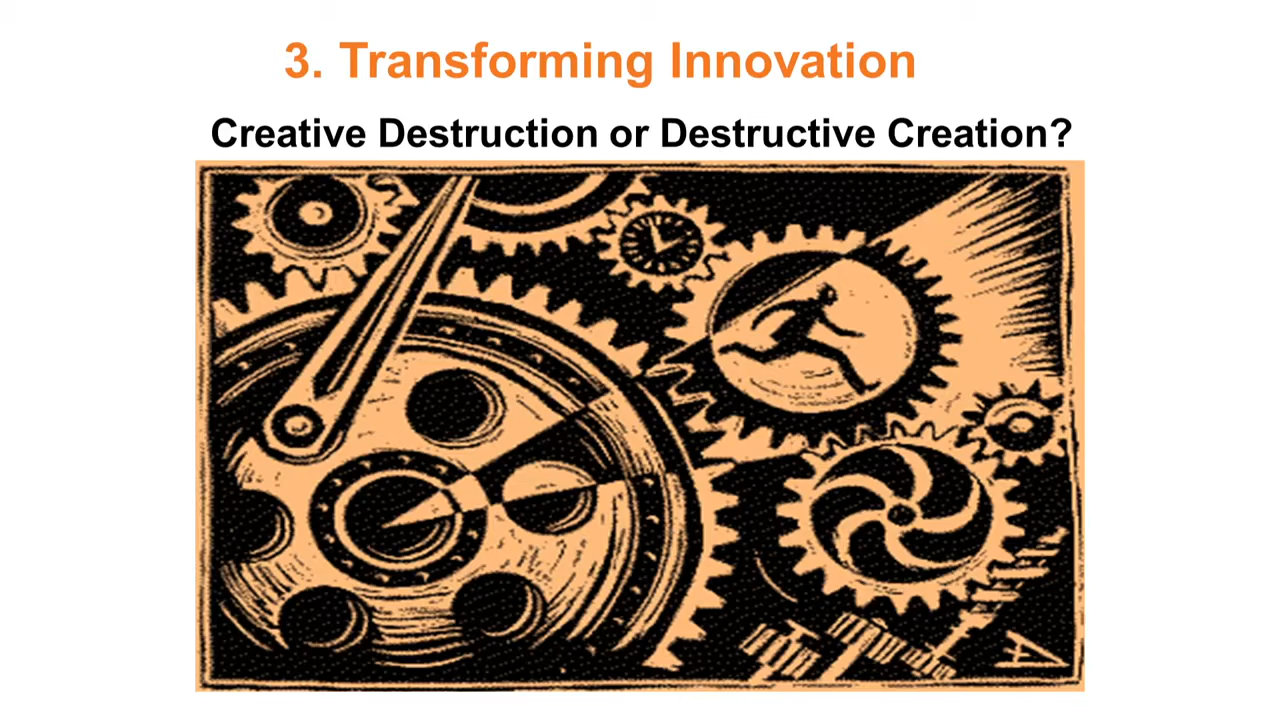 3. Transforming Innovation
Creative Destruction or Destructive Creation?
A